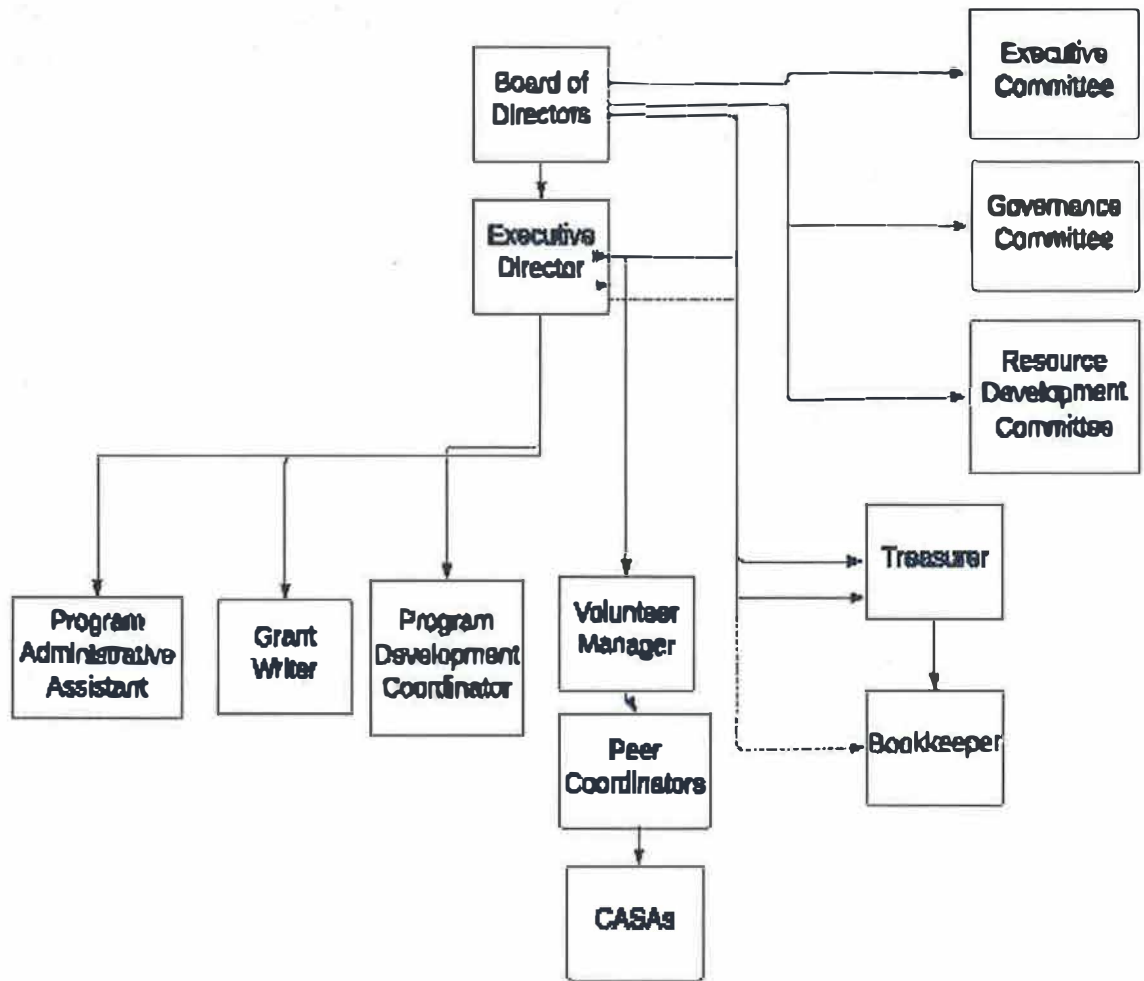 Board of
Directors
Executive
Committee
Governance
Committee
Executive
Director
Resource
Development
Committee
Treasurer
Program
Administrative
Assistant
Grant
Writer
Program
Development
Coordinator
Volunteer
Manager
Peer
Coordinators
Bookkeeper
CASAs